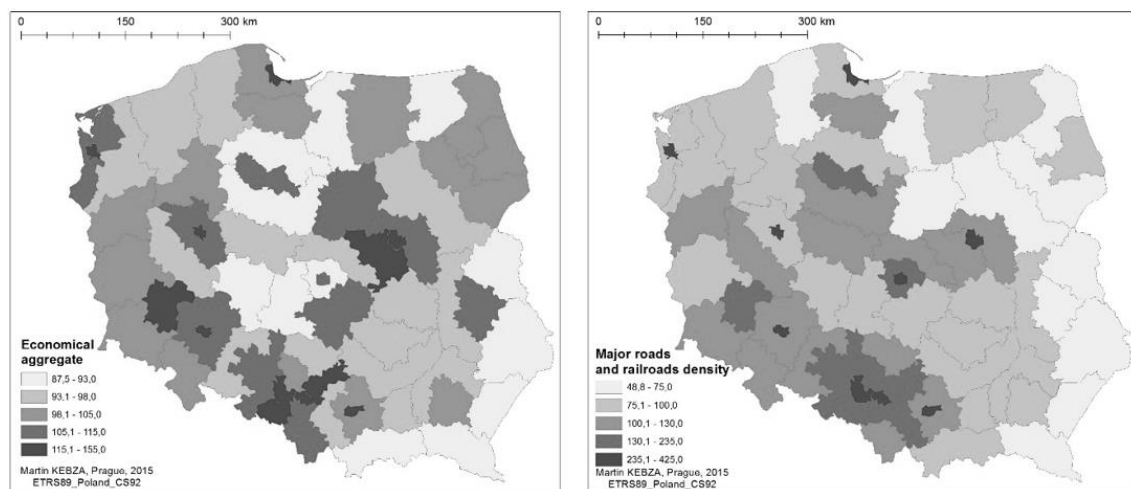 0 150 300 km
Economical
aggregate
87,5 - 93,0
93,1 - 98,0
98,1 - 105,0
105,1 - 115,0
115,1 - 155,0
Martin KEBZA, Prague, 2015
ETRS89_Poland_CS92
0 150 300 km
Major roads
and railroads density
48,8 - 75,0
75,1 - 100,0
100,1 - 130,0
130,1 - 235,0
235,1 - 425,0
Martin KEBZA, Prague, 2015
ETRS89_Poland_CS92